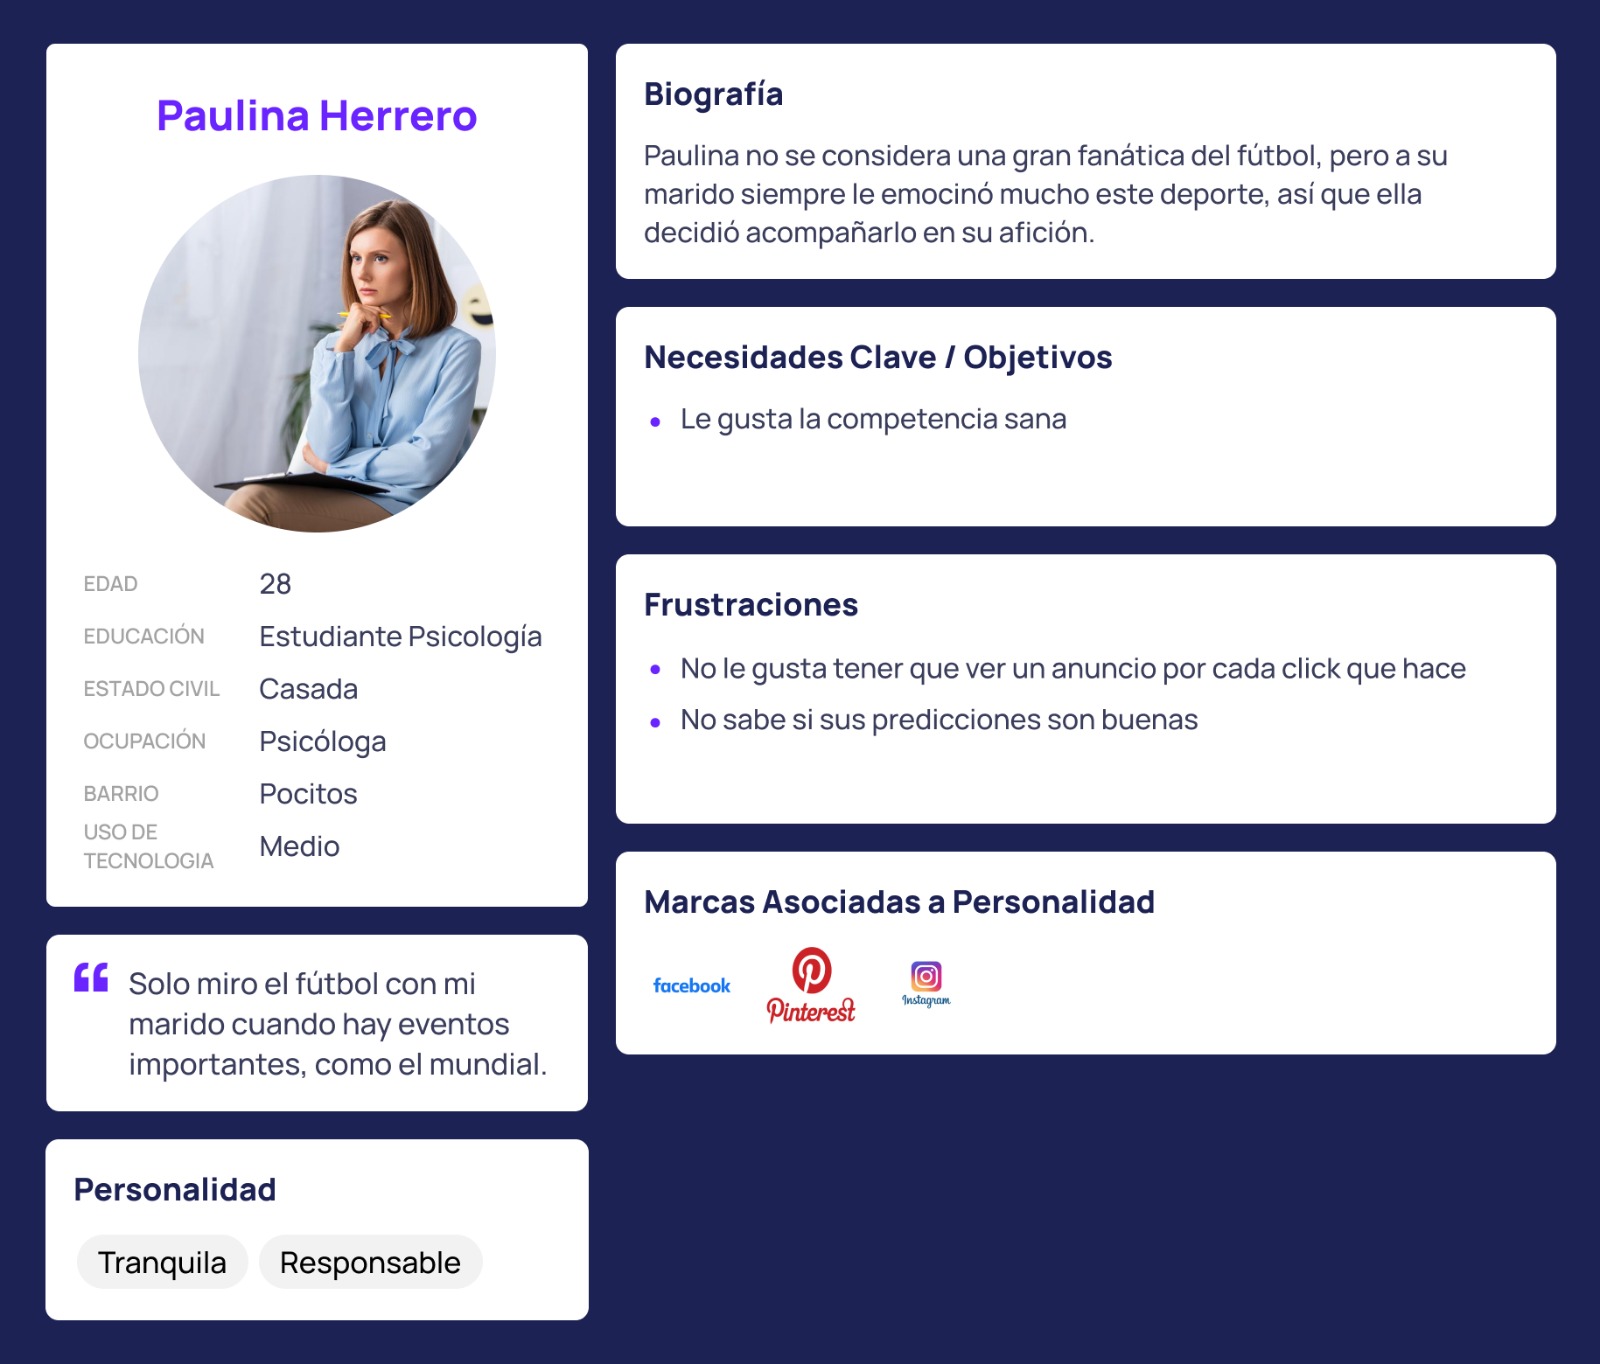 Paulina Herrero
EDAD 28
EDUCACIÓN Estudiante Psicología
ESTADO CIVIL Casada
OCUPACIÓN Psicóloga
BARRIO Pocitos
USO DE
TECNOLOGIA Medio
“ Solo miro el fútbol con mi
marido cuando hay eventos
importantes, como el mundial.
Personalidad
Tranquila Responsable
Biografía
Paulina no se considera una gran fanática del fútbol, pero a su
marido siempre le emocinó mucho este deporte, así que ella
decidió acompañarlo en su afición.
Necesidades Clave / Objetivos
• Le gusta la competencia sana
Frustraciones
• No le gusta tener que ver un anuncio por cada click que hace
• No sabe si sus predicciones son buenas
Marcas Asociadas a Personalidad
facebook
Pinterest
Instagram